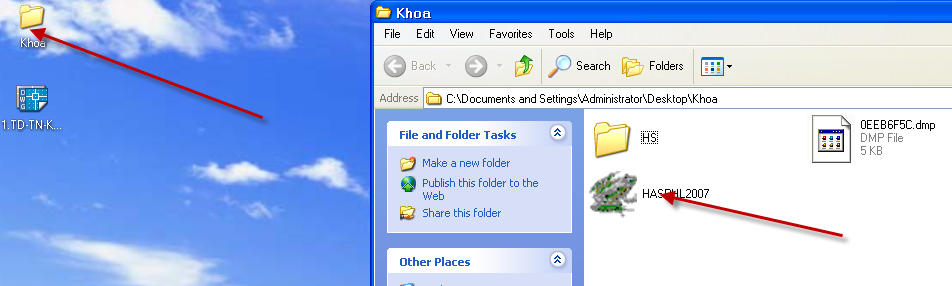 Khoa
1.TD-TN-K...
Khoa
File Edit View Favorites Tools Help
Back Search Folders
Address C:\Documents and Settings\Administrator\Desktop\Khoa
File and Folder Tasks
Make a new folder
Publish this folder to the
Web
Share this folder
Other Places
HS
0EEB6F5C.dmp
DMP File
5 KB